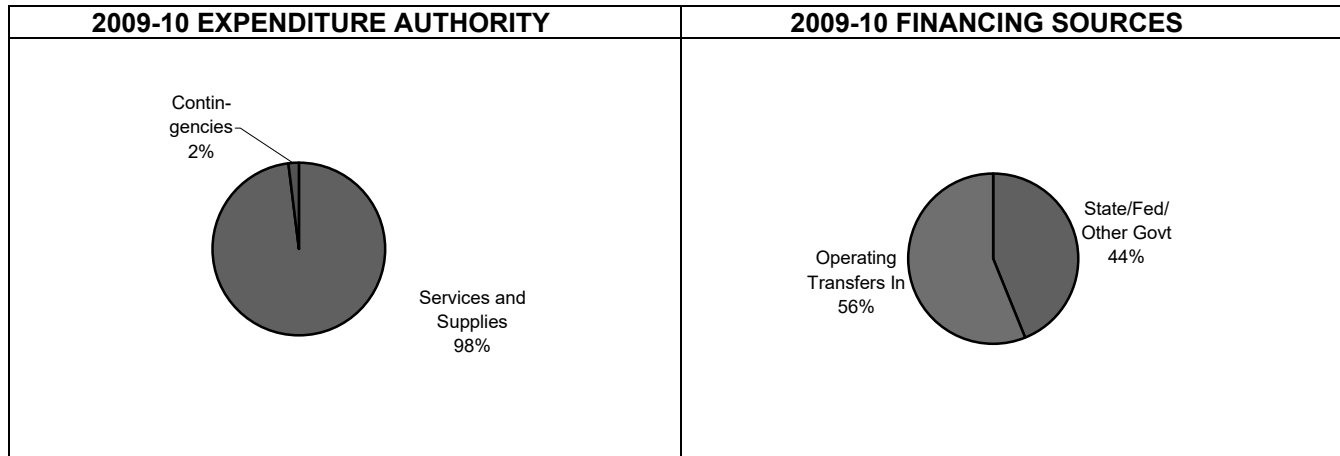 2009-10 EXPENDITURE AUTHORITY
Contin-
gencies
2%
Services and
Supplies
98%
2009-10 FINANCING SOURCES
State/Fed/
Other Govt
44%
Operating
Transfers In
56%